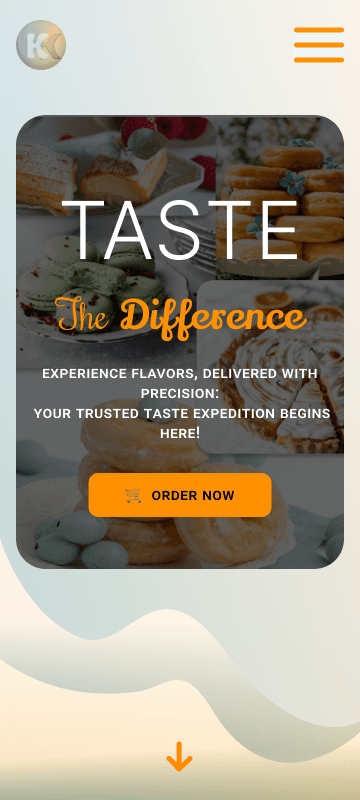 K
TASTE
The Difference
EXPERIENCE FLAVORS, DELIVERED WITH
PRECISION:
YOUR TRUSTED TASTE EXPEDITION BEGINS
HERE!
ORDER NOW